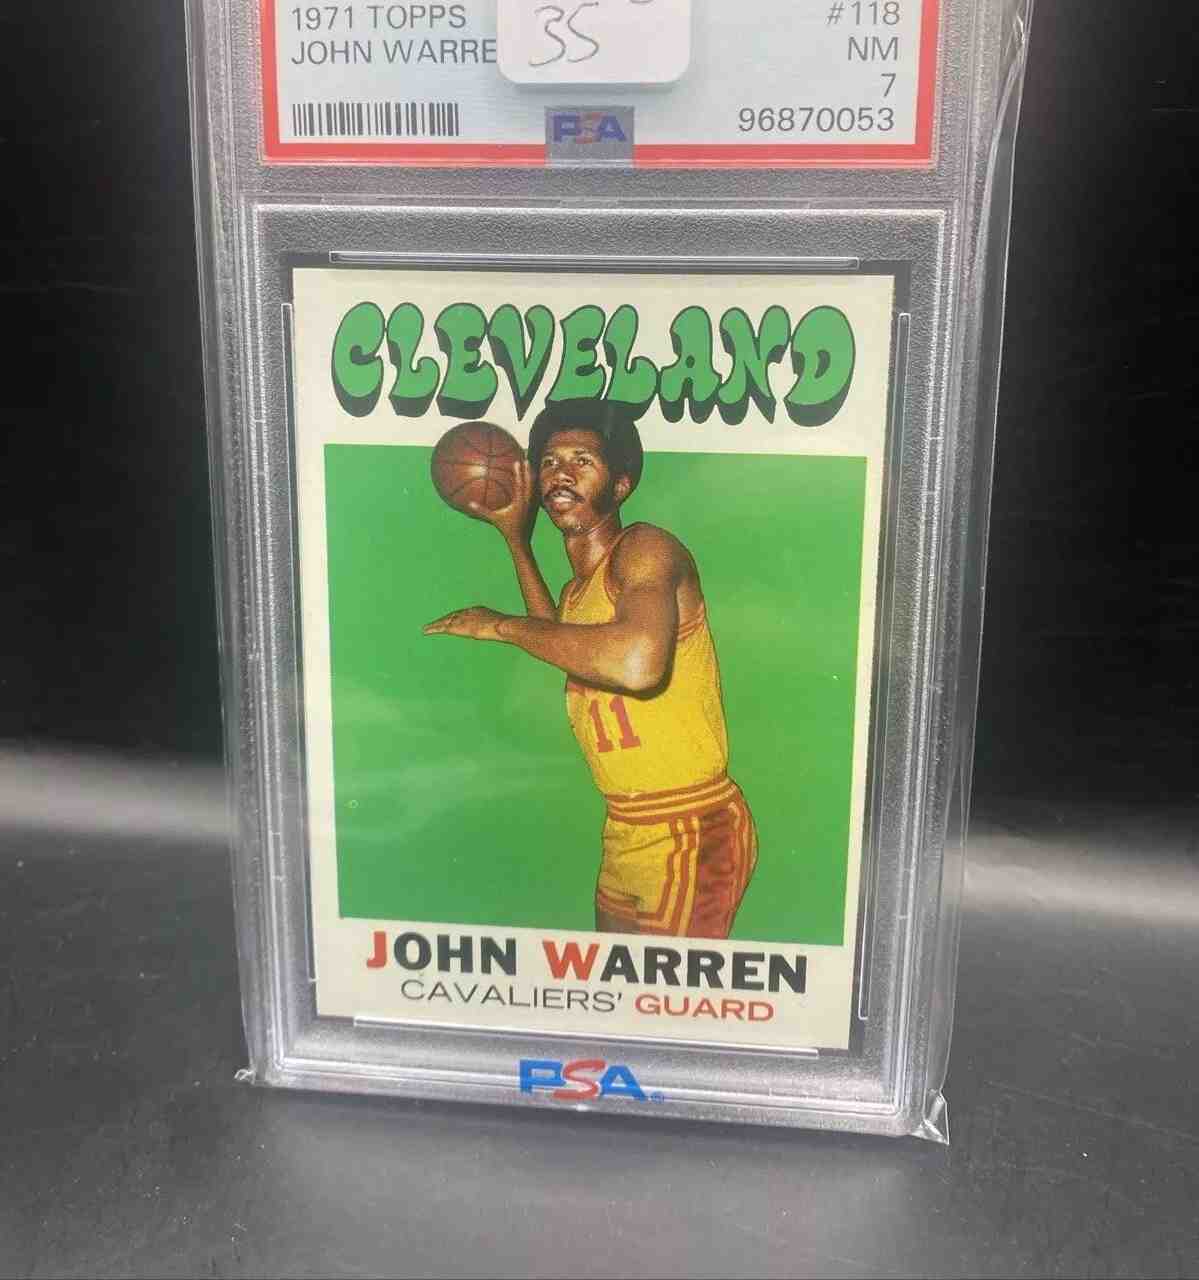 1971 TOPPS
#118
JOHN WARRE
NM
35
7
PSA
96870053
CLEVELAND
11
JOHN WARREN
CAVALIERS' GUARD
PSA